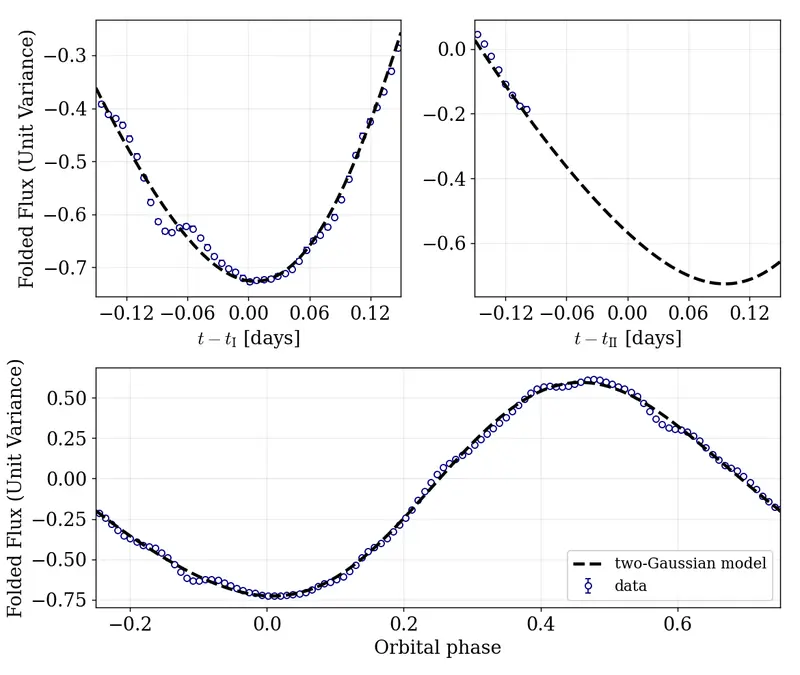 Folded Flux (Unit Variance)
−0.3
−0.4
−0.5
−0.6
−0.7
−0.12 −0.06 0.00 0.06 0.12
t − tI [days]
0.0
−0.2
−0.4
−0.6
−0.12 −0.06 0.00 0.06 0.12
t − tII [days]
Folded Flux (Unit Variance)
0.50
0.25
0.00
−0.25
−0.50
−0.75
−0.2 0.0 0.2 0.4 0.6
Orbital phase
two-Gaussian model
data